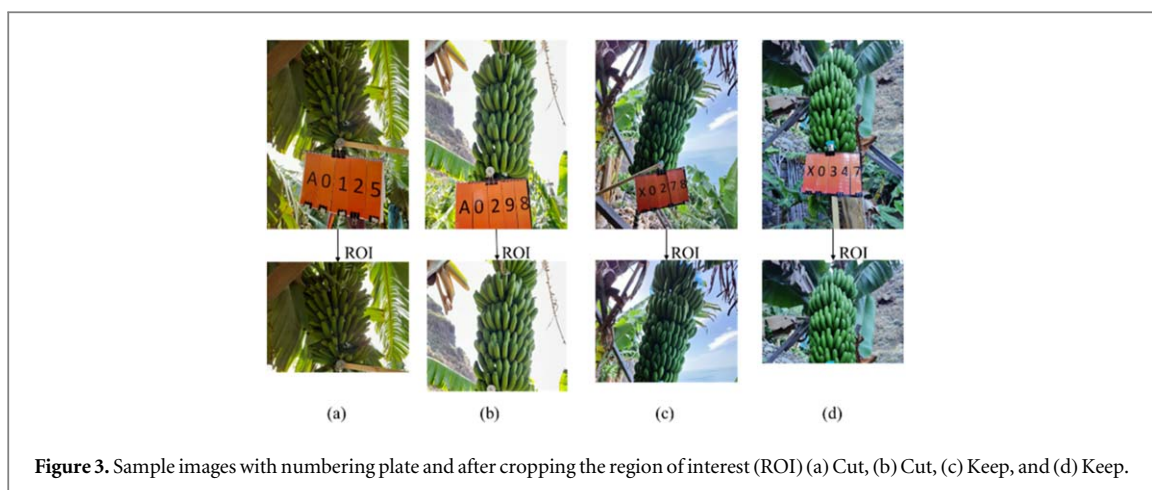 A0125
A0298
X0278
X0347
ROI
ROI
ROI
ROI
(a)
(b)
(c)
(d)
Figure 3. Sample images with numbering plate and after cropping the region of interest (ROI) (a) Cut, (b) Cut, (c) Keep, and (d) Keep.